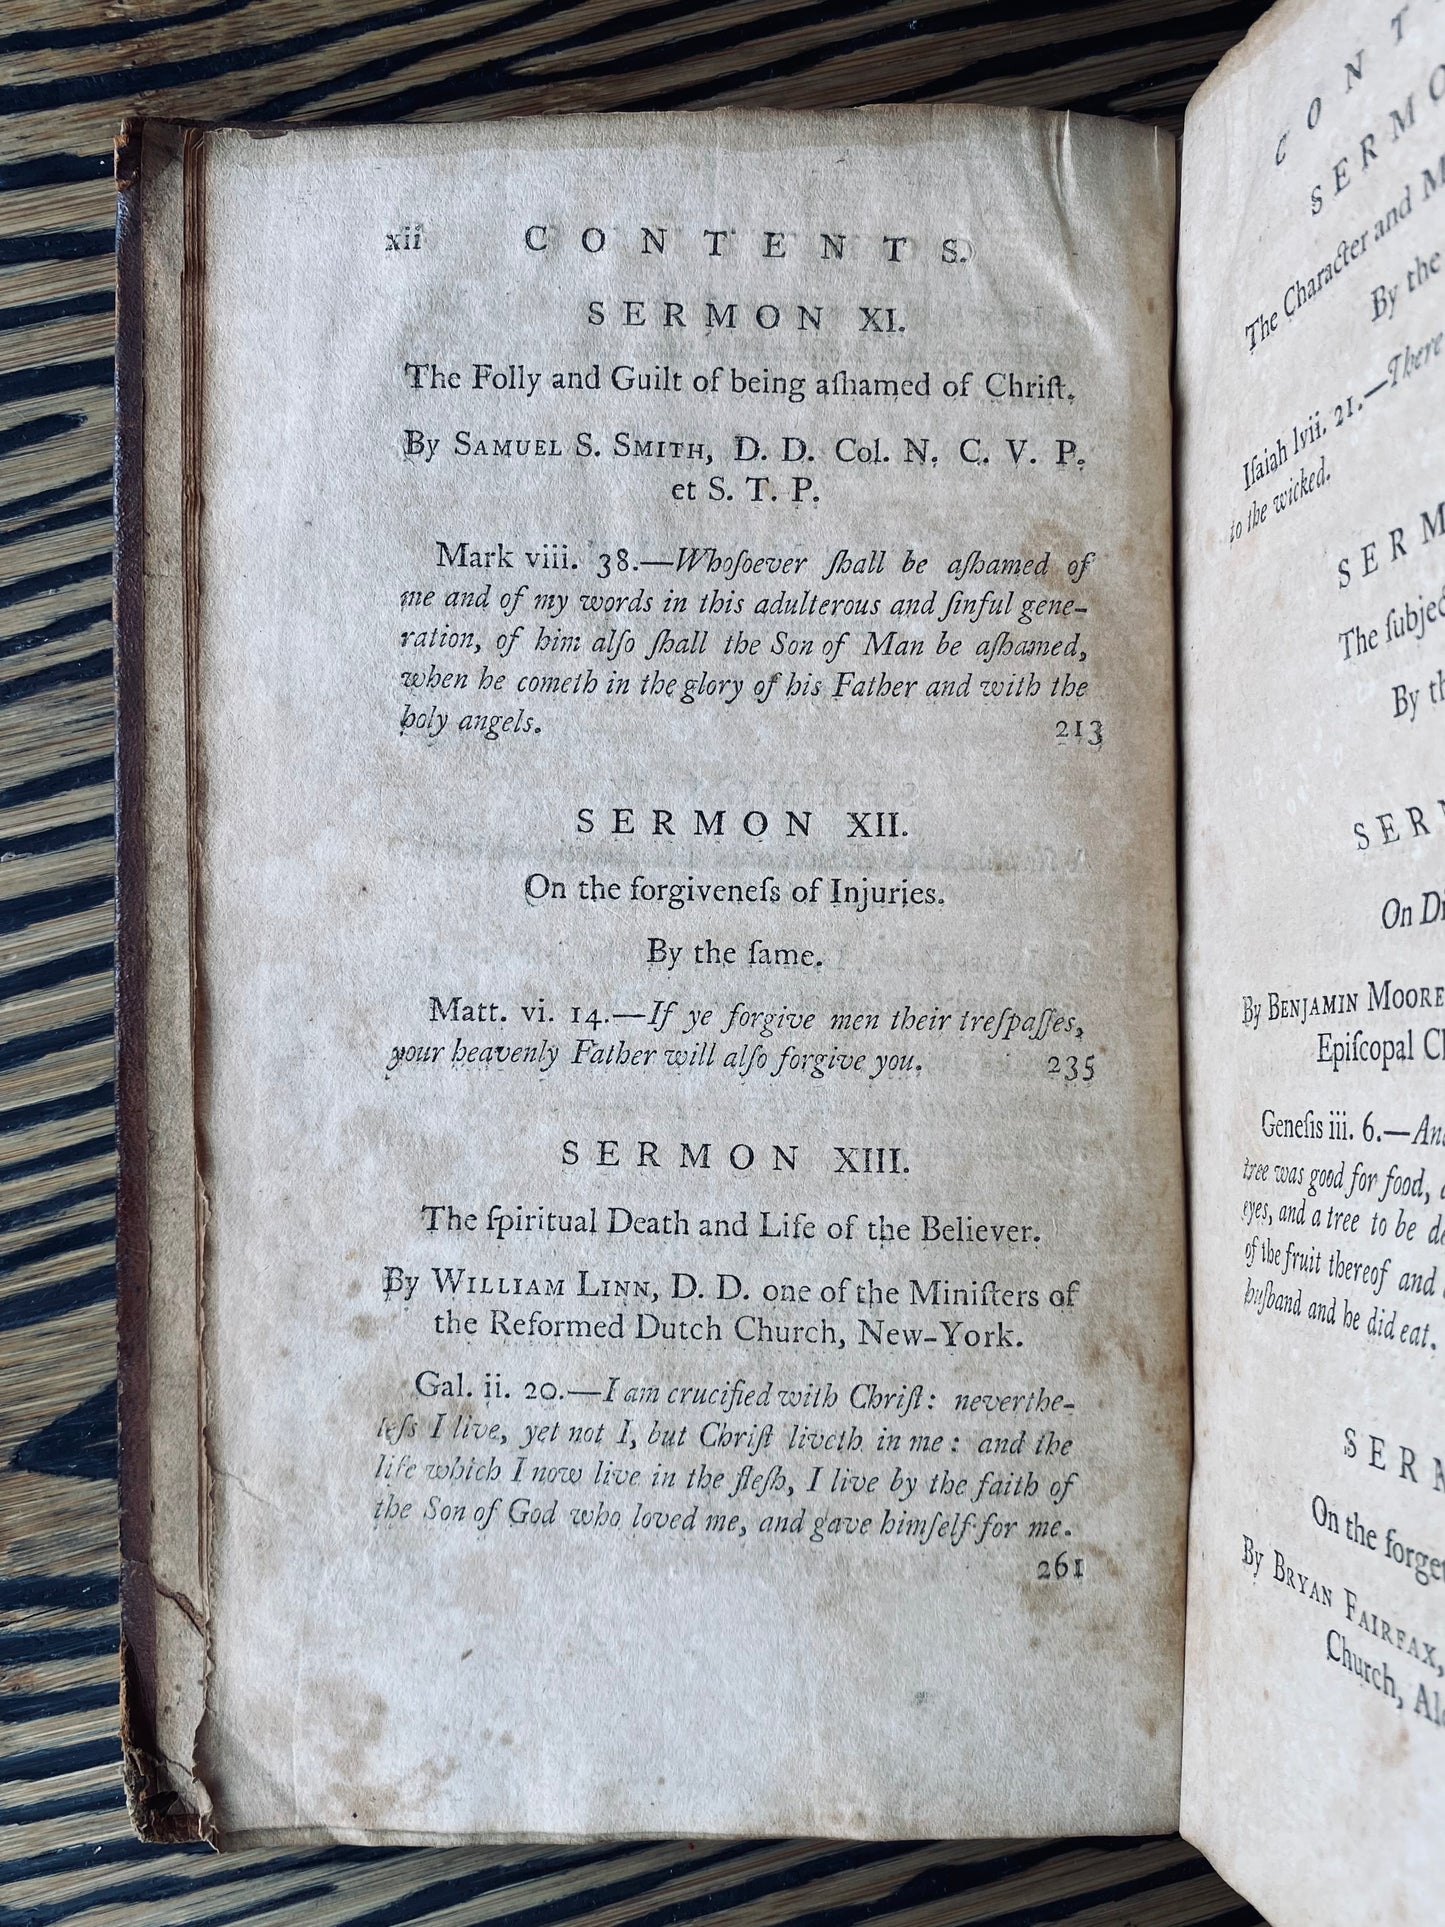 xii CONTENTS.
SERMON XI.
The Folly and Guilt of being aſhamed of Chriſt.
By SAMUEL S. SMITH, D. D. Col. N. C. V. P.
et S. T. P.
Mark viii. 38.—Whoſoever ſhall be aſhamed of
me and of my words in this adulterous and ſinful gene-
ration, of him alſo ſhall the Son of Man be aſhamed,
when he cometh in the glory of his Father and with the
holy angels. 213
SERMON XII.
On the forgiveneſs of Injuries.
By the ſame.
Matt. vi. 14.—If ye forgive men their treſpaſſes,
your heavenly Father will alſo forgive you. 235
SERMON XIII.
The ſpiritual Death and Life of the Believer.
By WILLIAM LINN, D. D. one of the Miniſters of
the Reformed Dutch Church, New-York.
Gal. ii. 20.—I am crucified with Chriſt: neverthe-
leſs I live, yet not I, but Chriſt liveth in me: and the
life which I now live in the fleſh, I live by the faith of
the Son of God who loved me, and gave himſelf for me.
261
CONT
SERMO
The Character and M
By the
Iſaiah lvii. 21.—There
to the wicked.
SERM
The ſubjec
By th
SER
On D
By BENJAMIN MOORE
Epiſcopal C
Geneſis iii. 6.—An
tree was good for food,
eyes, and a tree to be d
of the fruit thereof and
huſband and he did eat.
SER
On the forget
By BRYAN FAIRFAX,
Church, Al